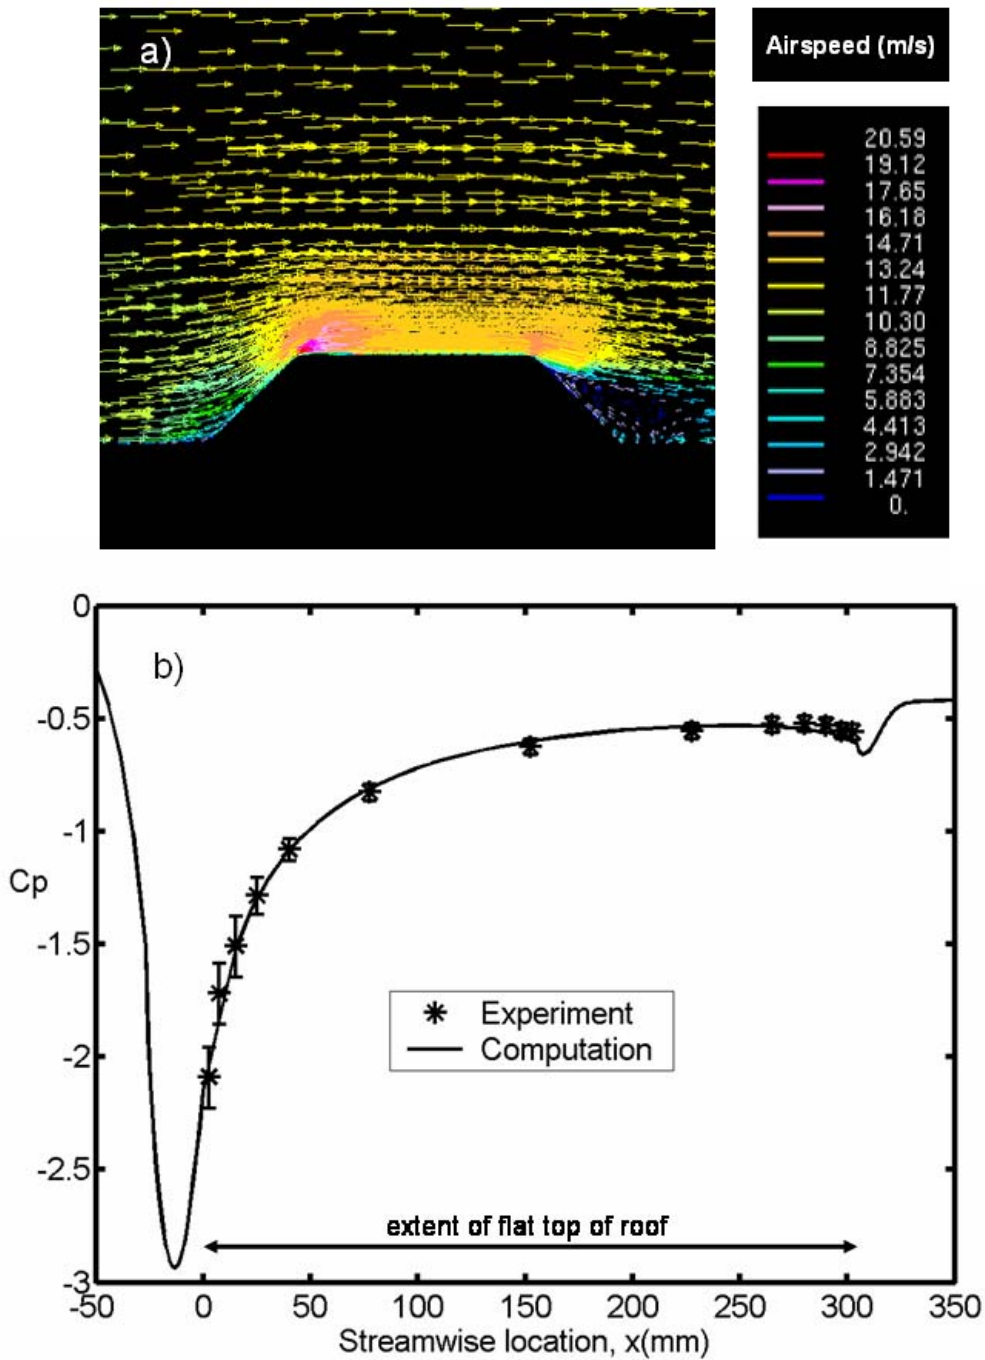 a)
Airspeed (m/s)
20.59
19.12
17.65
16.18
14.71
13.24
11.77
10.30
8.825
7.354
5.883
4.413
2.942
1.471
0.
0
-0.5
-1
-1.5
-2
-2.5
-3
Cp
b)
Experiment
Computation
extent of flat top of roof
-50 0 50 100 150 200 250 300 350
Streamwise location, x(mm)